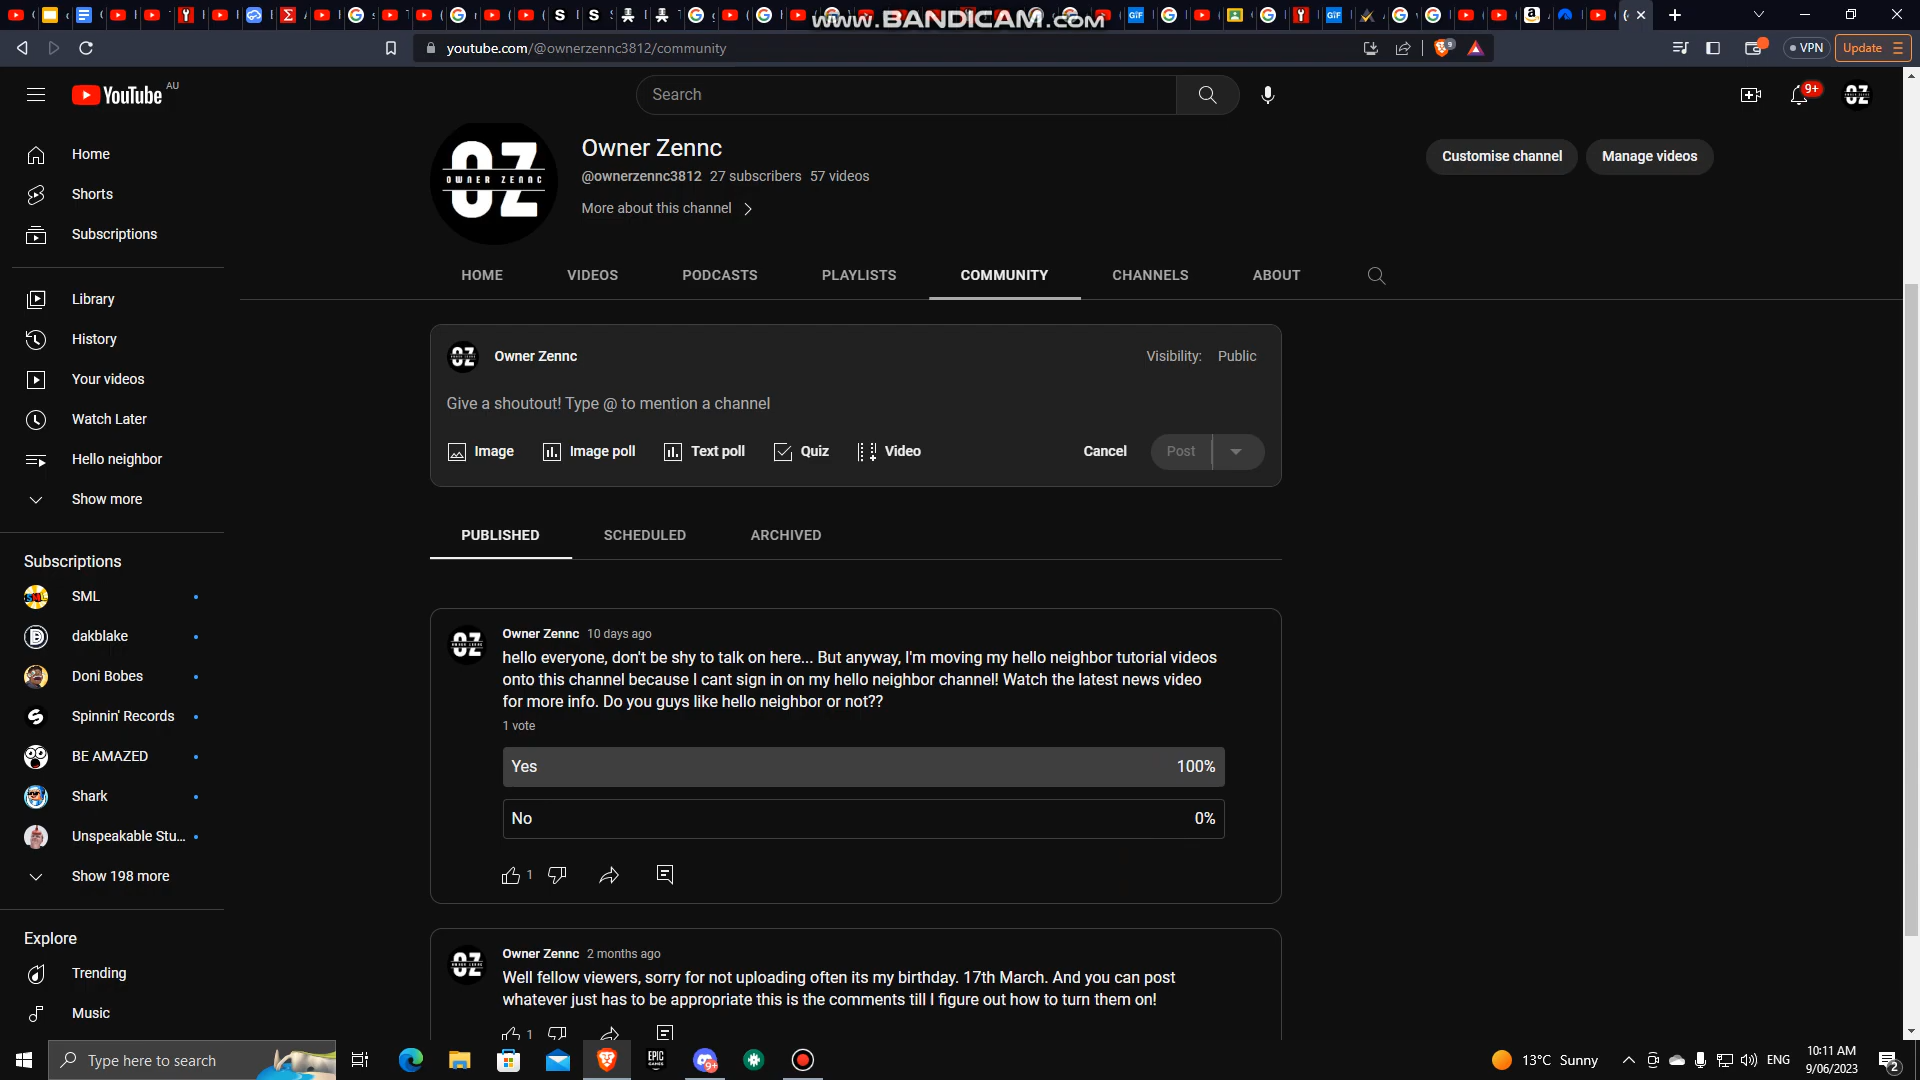 www.BANDICAM.com
youtube.com/@ownerzennc3812/community
9
VPN
Update
YouTube AU
Search
9+
Owner Zennc
@ownerzennc3812 27 subscribers 57 videos
More about this channel
Customise channel
Manage videos
OWNER ZENNC
HOME VIDEOS PODCASTS PLAYLISTS COMMUNITY CHANNELS ABOUT
Home
Shorts
Subscriptions
Library
History
Your videos
Watch Later
Hello neighbor
Show more
Subscriptions
SML
dakblake
Doni Bobes
Spinnin' Records
BE AMAZED
Shark
Unspeakable Stu...
Show 198 more
Explore
Trending
Music
Owner Zennc
Visibility: Public
Give a shoutout! Type @ to mention a channel
Image Image poll Text poll Quiz Video Cancel Post
PUBLISHED SCHEDULED ARCHIVED
Owner Zennc 10 days ago
hello everyone, don't be shy to talk on here... But anyway, I'm moving my hello neighbor tutorial videos
onto this channel because I cant sign in on my hello neighbor channel! Watch the latest news video
for more info. Do you guys like hello neighbor or not??
1 vote
Yes 100%
No 0%
1
Owner Zennc 2 months ago
Well fellow viewers, sorry for not uploading often its my birthday. 17th March. And you can post
whatever just has to be appropriate this is the comments till I figure out how to turn them on!
1
Type here to search
EPIC GAMES
9+
13°C Sunny
ENG
10:11 AM
9/06/2023
2